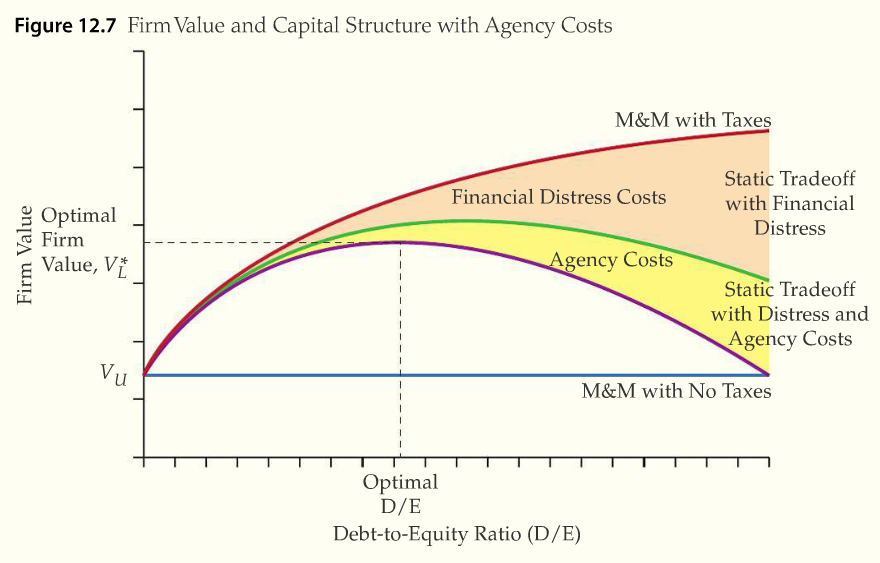 Figure 12.7 Firm Value and Capital Structure with Agency Costs
M&M with Taxes
Financial Distress Costs
Static Tradeoff
with Financial
Distress
Firm Value
Optimal
Firm
Value, V*L
Agency Costs
Static Tradeoff
with Distress and
Agency Costs
VU
M&M with No Taxes
Optimal
D/E
Debt-to-Equity Ratio (D/E)